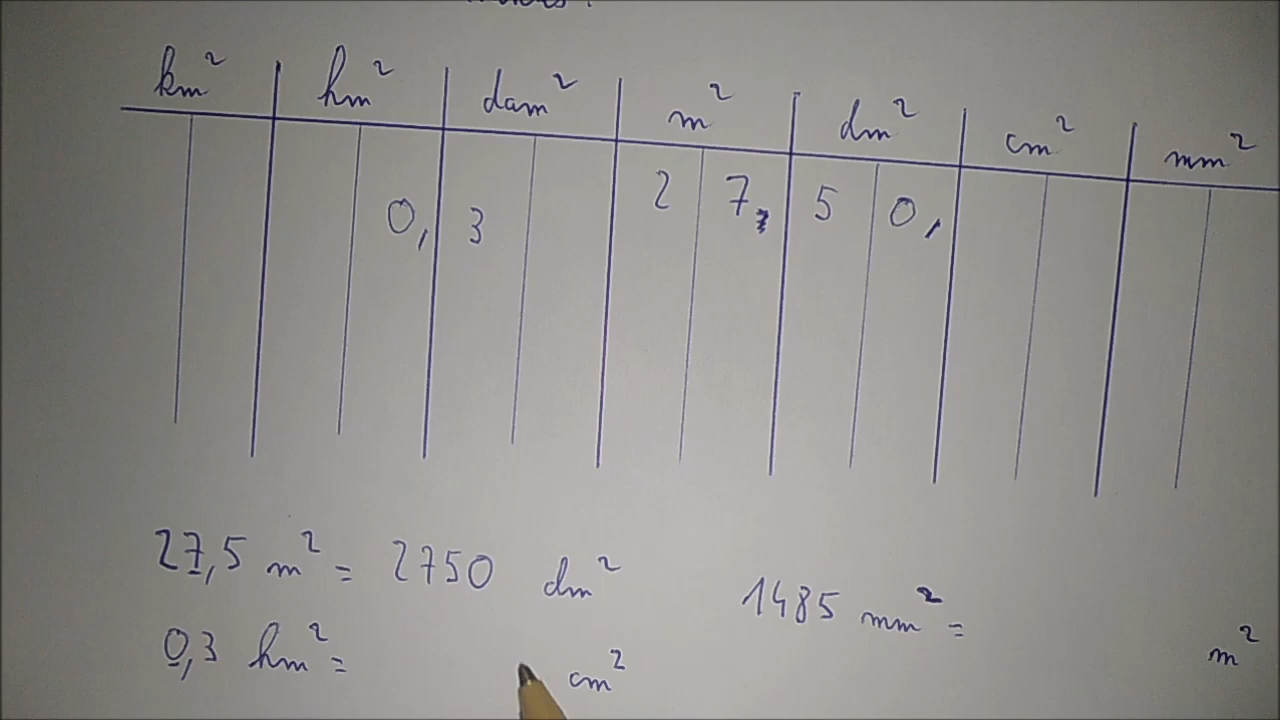 km² hm² dam² m² dm² cm² mm²
2 7, 5 0,
0, 3
27,5 m² = 2750 dm²
0,3 hm² = cm²
1485 mm² = m²